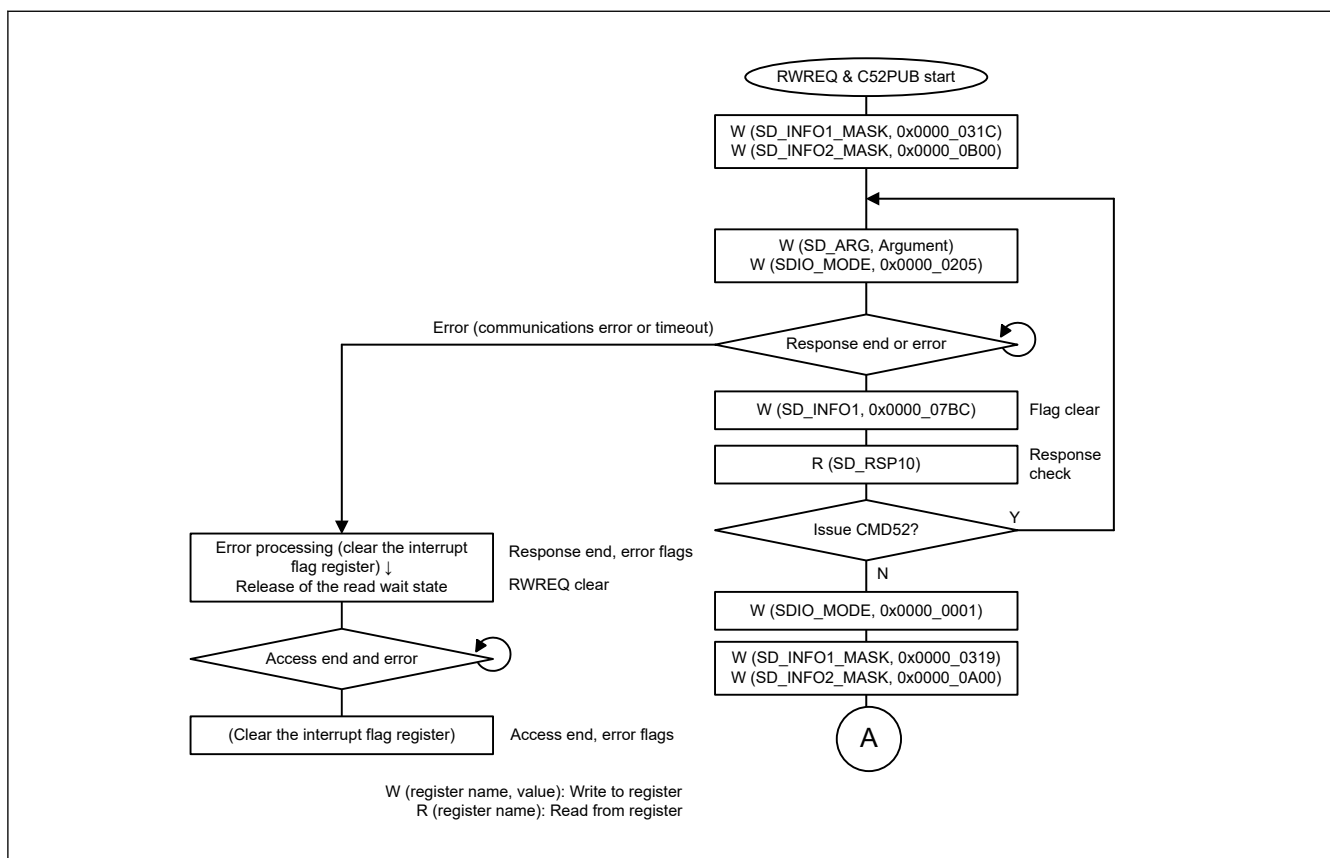 RWREQ & C52PUB start
W (SD_INFO1_MASK, 0x0000_031C)
W (SD_INFO2_MASK, 0x0000_0B00)
W (SD_ARG, Argument)
W (SDIO_MODE, 0x0000_0205)
Error (communications error or timeout)
Response end or error
W (SD_INFO1, 0x0000_07BC)
Flag clear
R (SD_RSP10)
Response
check
Issue CMD52?
Y
N
Error processing (clear the interrupt
flag register) ↓
Release of the read wait state
Response end, error flags
RWREQ clear
W (SDIO_MODE, 0x0000_0001)
Access end and error
W (SD_INFO1_MASK, 0x0000_0319)
W (SD_INFO2_MASK, 0x0000_0A00)
(Clear the interrupt flag register)
Access end, error flags
A
W (register name, value): Write to register
R (register name): Read from register